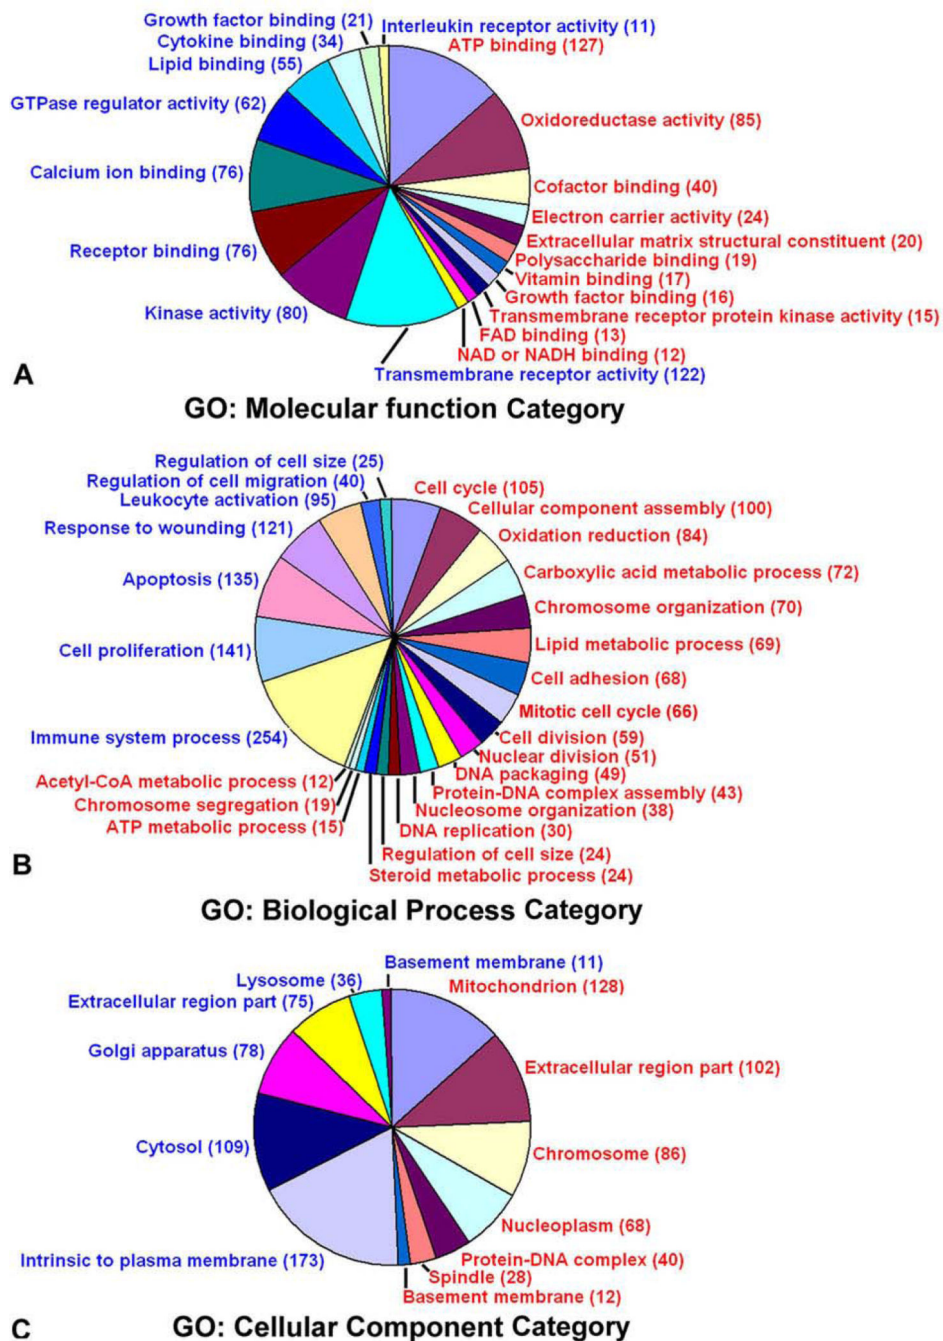 Growth factor binding (21)
Interleukin receptor activity (11)
Cytokine binding (34)
ATP binding (127)
Lipid binding (55)
GTPase regulator activity (62)
Oxidoreductase activity (85)
Calcium ion binding (76)
Cofactor binding (40)
Electron carrier activity (24)
Receptor binding (76)
Extracellular matrix structural constituent (20)
Polysaccharide binding (19)
Vitamin binding (17)
Growth factor binding (16)
Kinase activity (80)
Transmembrane receptor protein kinase activity (15)
FAD binding (13)
NAD or NADH binding (12)
Transmembrane receptor activity (122)
A
GO: Molecular function Category
Regulation of cell size (25)
Regulation of cell migration (40)
Cell cycle (105)
Leukocyte activation (95)
Cellular component assembly (100)
Response to wounding (121)
Oxidation reduction (84)
Apoptosis (135)
Carboxylic acid metabolic process (72)
Chromosome organization (70)
Cell proliferation (141)
Lipid metabolic process (69)
Cell adhesion (68)
Mitotic cell cycle (66)
Immune system process (254)
Cell division (59)
Nuclear division (51)
DNA packaging (49)
Acetyl-CoA metabolic process (12)
Protein-DNA complex assembly (43)
Chromosome segregation (19)
Nucleosome organization (38)
ATP metabolic process (15)
DNA replication (30)
Regulation of cell size (24)
Steroid metabolic process (24)
B
GO: Biological Process Category
Basement membrane (11)
Lysosome (36)
Mitochondrion (128)
Extracellular region part (75)
Golgi apparatus (78)
Extracellular region part (102)
Cytosol (109)
Chromosome (86)
Nucleoplasm (68)
Intrinsic to plasma membrane (173)
Protein-DNA complex (40)
Spindle (28)
Basement membrane (12)
C
GO: Cellular Component Category